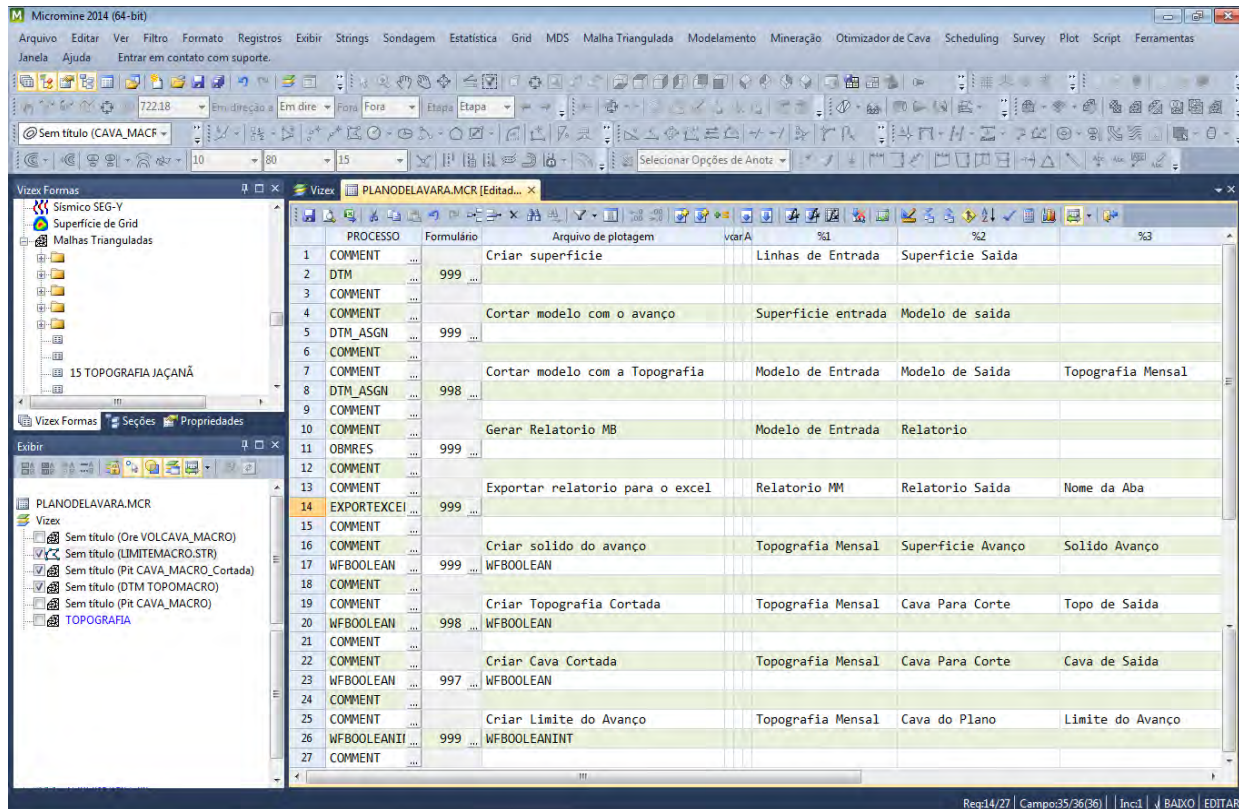 Micromine 2014 (64-bit)
Arquivo Editar Ver Filtro Formato Registros Exibir Strings Sondagem Estatística Grid MDS Malha Triangulada Modelamento Mineração Otimizador de Cava Scheduling Survey Plot Script Ferramentas
Janela Ajuda Entrar em contato com suporte.
722.18 Em direção a Em dire Fora Fora Etapa Etapa
Sem título (CAVA_MACF
10 80 15 Selecionar Opções de Anota
Vizex Formas
Sísmico SEG-Y
Superfície de Grid
Malhas Trianguladas
15 TOPOGRAFIA JAÇANÃ
Vizex Formas Seções Propriedades
Exibir
PLANODELAVARA.MCR
Vizex
Sem título (Ore VOLCAVA_MACRO)
Sem título (LIMITEMACRO.STR)
Sem título (Pit CAVA_MACRO_Cortada)
Sem título (DTM TOPOMACRO)
Sem título (Pit CAVA_MACRO)
TOPOGRAFIA
Vizex PLANODELAVARA.MCR [Editad...
PROCESSO Formulário Arquivo de plotagem vcar A %1 %2 %3
1 COMMENT ... Criar superficie Linhas de Entrada Superficie Saida
2 DTM ... 999 ...
3 COMMENT ...
4 COMMENT ... Cortar modelo com o avanço Superficie entrada Modelo de saida
5 DTM_ASGN ... 999 ...
6 COMMENT ...
7 COMMENT ... Cortar modelo com a Topografia Modelo de Entrada Modelo de Saida Topografia Mensal
8 DTM_ASGN ... 998 ...
9 COMMENT ...
10 COMMENT ... Gerar Relatorio MB Modelo de Entrada Relatorio
11 OBMRES ... 999 ...
12 COMMENT ...
13 COMMENT ... Exportar relatorio para o excel Relatorio MM Relatorio Saida Nome da Aba
14 EXPORTEXCEI ... 999 ...
15 COMMENT ...
16 COMMENT ... Criar solido do avanço Topografia Mensal Superficie Avanço Solido Avanço
17 WFBOOLEAN ... 999 ... WFBOOLEAN
18 COMMENT ...
19 COMMENT ... Criar Topografia Cortada Topografia Mensal Cava Para Corte Topo de Saida
20 WFBOOLEAN ... 998 ... WFBOOLEAN
21 COMMENT ...
22 COMMENT ... Criar Cava Cortada Topografia Mensal Cava Para Corte Cava de Saida
23 WFBOOLEAN ... 997 ... WFBOOLEAN
24 COMMENT ...
25 COMMENT ... Criar Limite do Avanço Topografia Mensal Cava do Plano Limite do Avanço
26 WFBOOLEANI ... 999 ... WFBOOLEANINT
27 COMMENT ...
Reg:14/27 Campo:35/36(36) Inc:1 BAIXO EDITAR